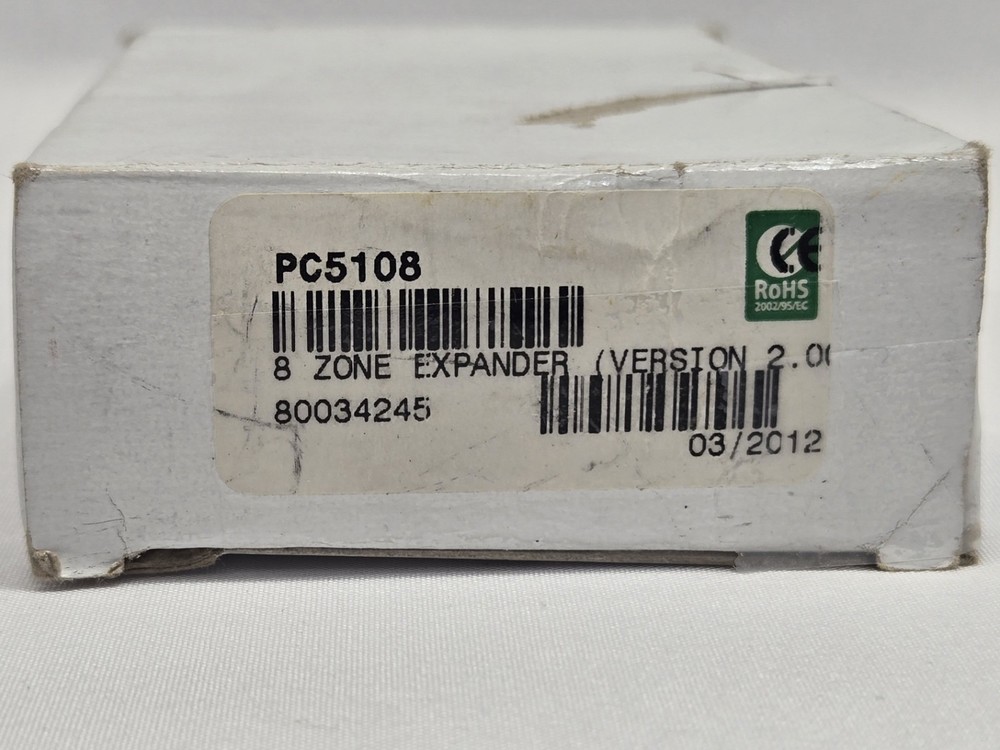 PC5108
CE
RoHS
2002/95/EC
8 ZONE EXPANDER (VERSION 2.0
80034245
03/2012